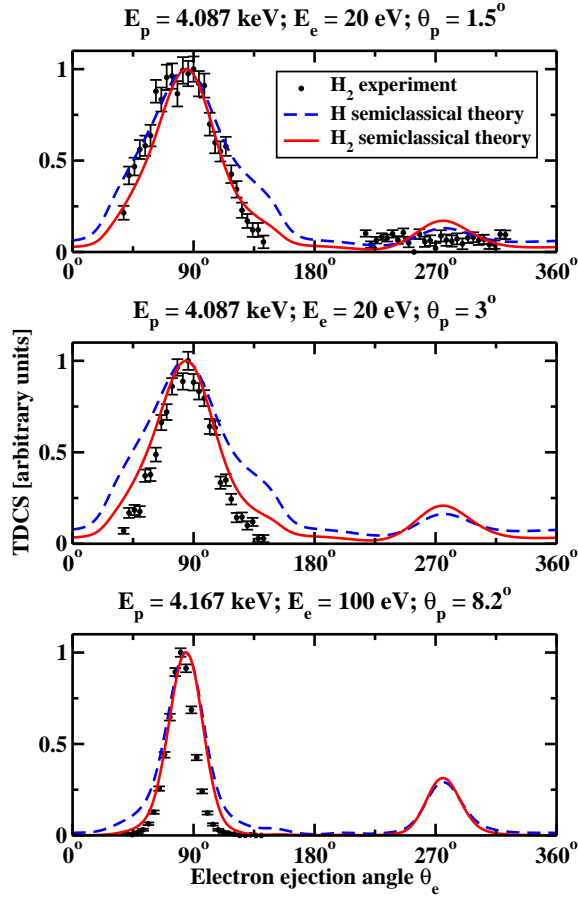 E_p = 4.087 keV; E_e = 20 eV; θ_p = 1.5°
1
0.5
0
H_2 experiment
H semiclassical theory
H_2 semiclassical theory
0° 90° 180° 270° 360°
E_p = 4.087 keV; E_e = 20 eV; θ_p = 3°
TDCS [arbitrary units]
1
0.5
0
0° 90° 180° 270° 360°
E_p = 4.167 keV; E_e = 100 eV; θ_p = 8.2°
1
0.5
0
0° 90° 180° 270° 360°
Electron ejection angle θ_e